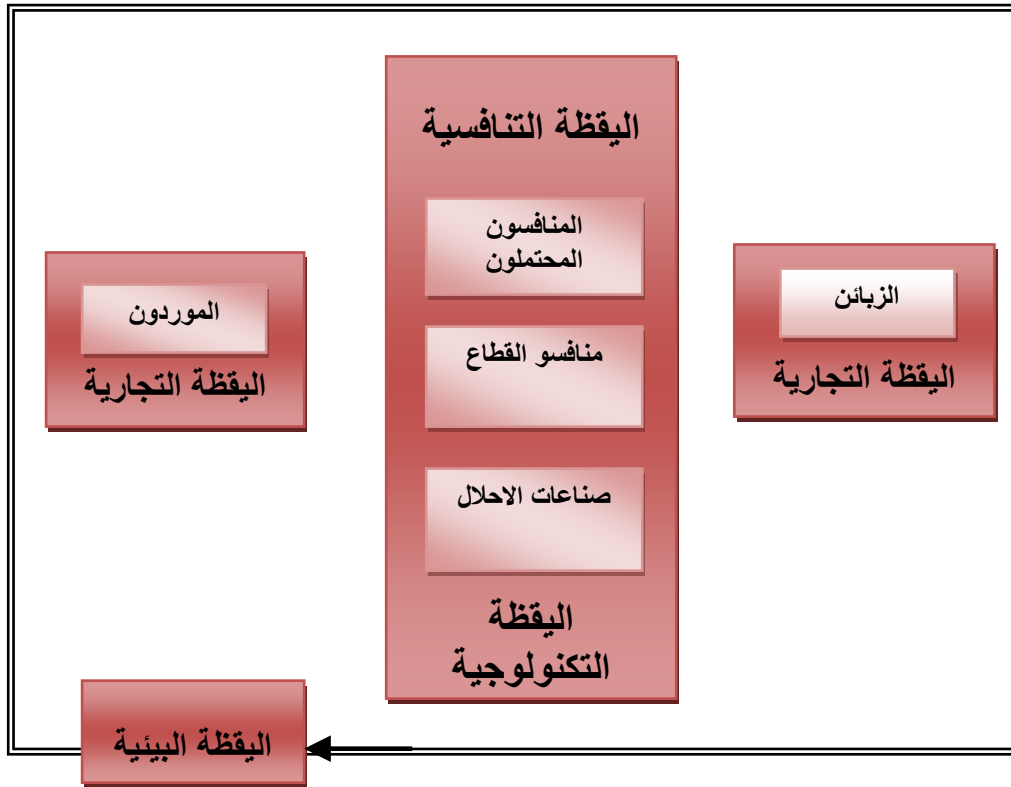 اليقظة التنافسية
المنافسون
المحتملون
منافسو القطاع
صناعات الاحلال
اليقظة
التكنولوجية
الزبائن
اليقظة التجارية
الموردون
اليقظة التجارية
اليقظة البيئية